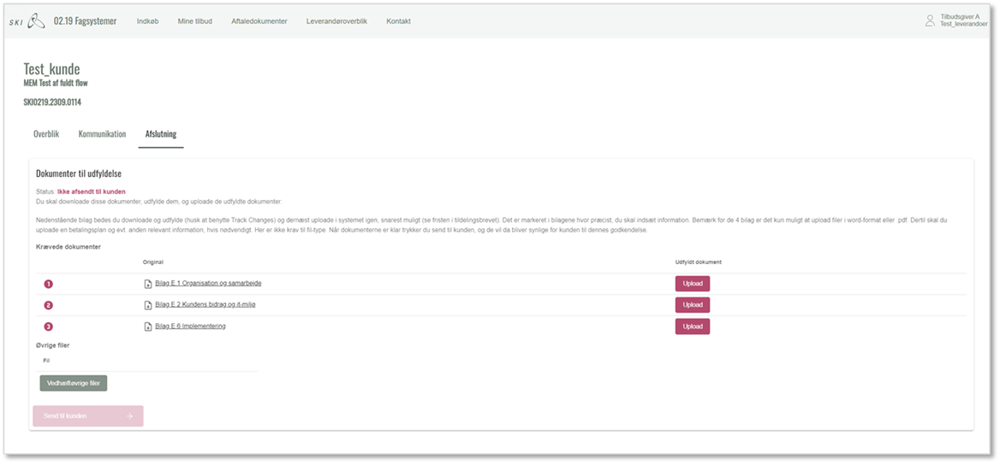 SKI 02.19 Fagsystemer Indkøb Mine tilbud Aftaledokumenter Leverandøroverblik Kontakt Tilbudsgiver A
Test_leverandoer
Test_kunde
MEM Test af fuldt flow
SKI0219.2309.0114
Overblik Kommunikation Afslutning
Dokumenter til udfyldelse
Status: Ikke afsendt til kunden
Du skal downloade disse dokumenter, udfylde dem, og uploade de udfyldte dokumenter.
Nedenstående bilag bedes du downloade og udfylde (husk at benytte Track Changes) og dernæst uploade i systemet igen, snarest muligt (se fristen i tildelingsbrevet). Det er markeret i bilagene hvor præcist, du skal indsæt information. Bemærk for de 4 bilag er det kun muligt at upload filer i word-format eller .pdf. Dertil skal du
uploade en betalingsplan og evt. anden relevant information, hvis nødvendigt. Her er ikke krav til fil-type. Når dokumenterne er klar trykker du send til kunden, og de vil da bliver synlige for kunden til dennes godkendelse.
Krævede dokumenter
Original Udfyldt dokument
1 Bilag E.1 Organisation og samarbejde Upload
2 Bilag E.2 Kundens bidrag og it-miljø Upload
3 Bilag E.6 Implementering Upload
Øvrige filer
Fil
Vedhæft øvrige filer
Send til kunden